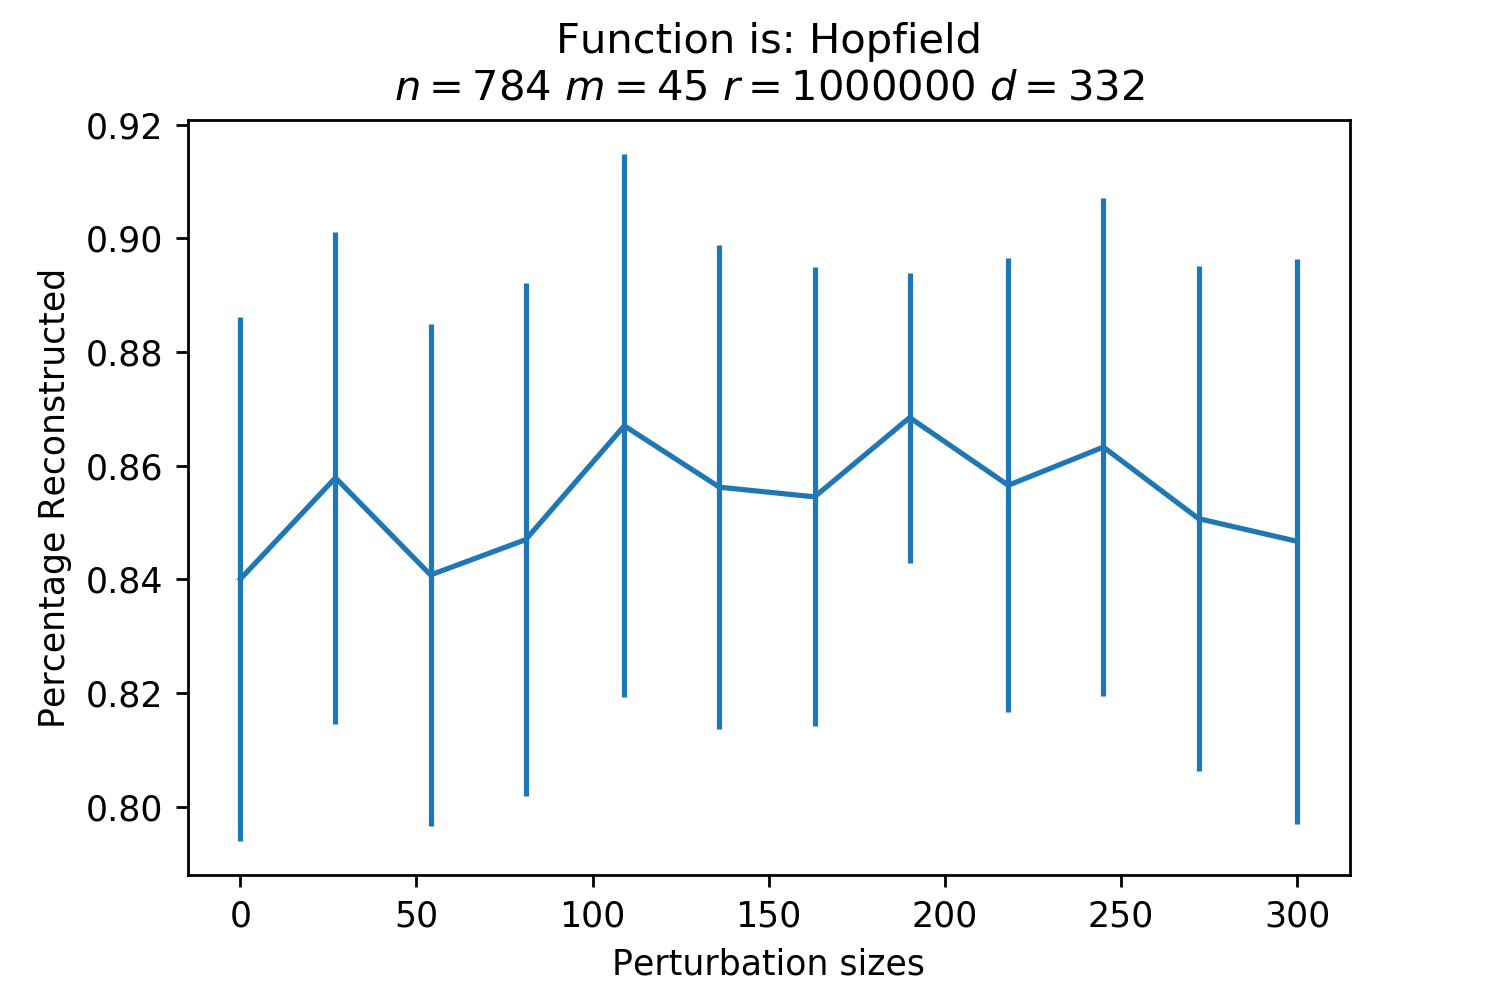 Function is: Hopfield
n = 784 m = 45 r = 1000000 d = 332
0.92
0.90
0.88
0.86
0.84
0.82
0.80
Percentage Reconstructed
0 50 100 150 200 250 300
Perturbation sizes